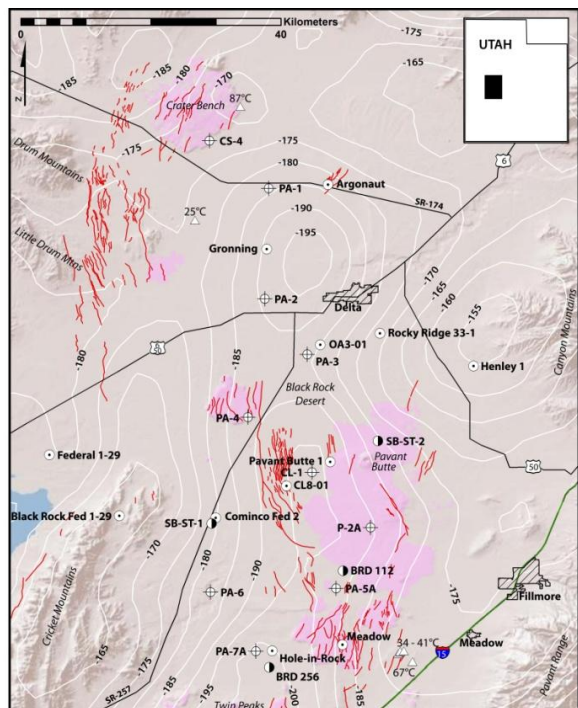 0
Kilometers
40
UTAH
z
-185
-185
-180
-170
-175
-165
Crater Bench
87°C
CS-4
-175
-175
-180
6
Drum Mountains
PA-1
Argonaut
-190
SR-174
25°C
Gronning
-195
-170
-165
-160
-155
Little Drum Mtns
PA-2
Delta
Canyon Mountains
Rocky Ridge 33-1
6
-180
-185
OA3-01
PA-3
Henley 1
Black Rock
Desert
PA-4
SB-ST-2
Federal 1-29
Pavant Butte 1
Pavant
Butte
50
CL-1
CL8-01
Black Rock Fed 1-29
Cominco Fed 2
SB-ST-1
P-2A
-170
-180
-190
BRD 112
PA-6
PA-5A
-175
Fillmore
Cricket Mountains
Meadow
34 - 41°C
Meadow
-165
-175
PA-7A
Hole-in-Rock
67°C
15
Pavant Range
BRD 256
SR-257
-195
-200
-185
Twin Peaks